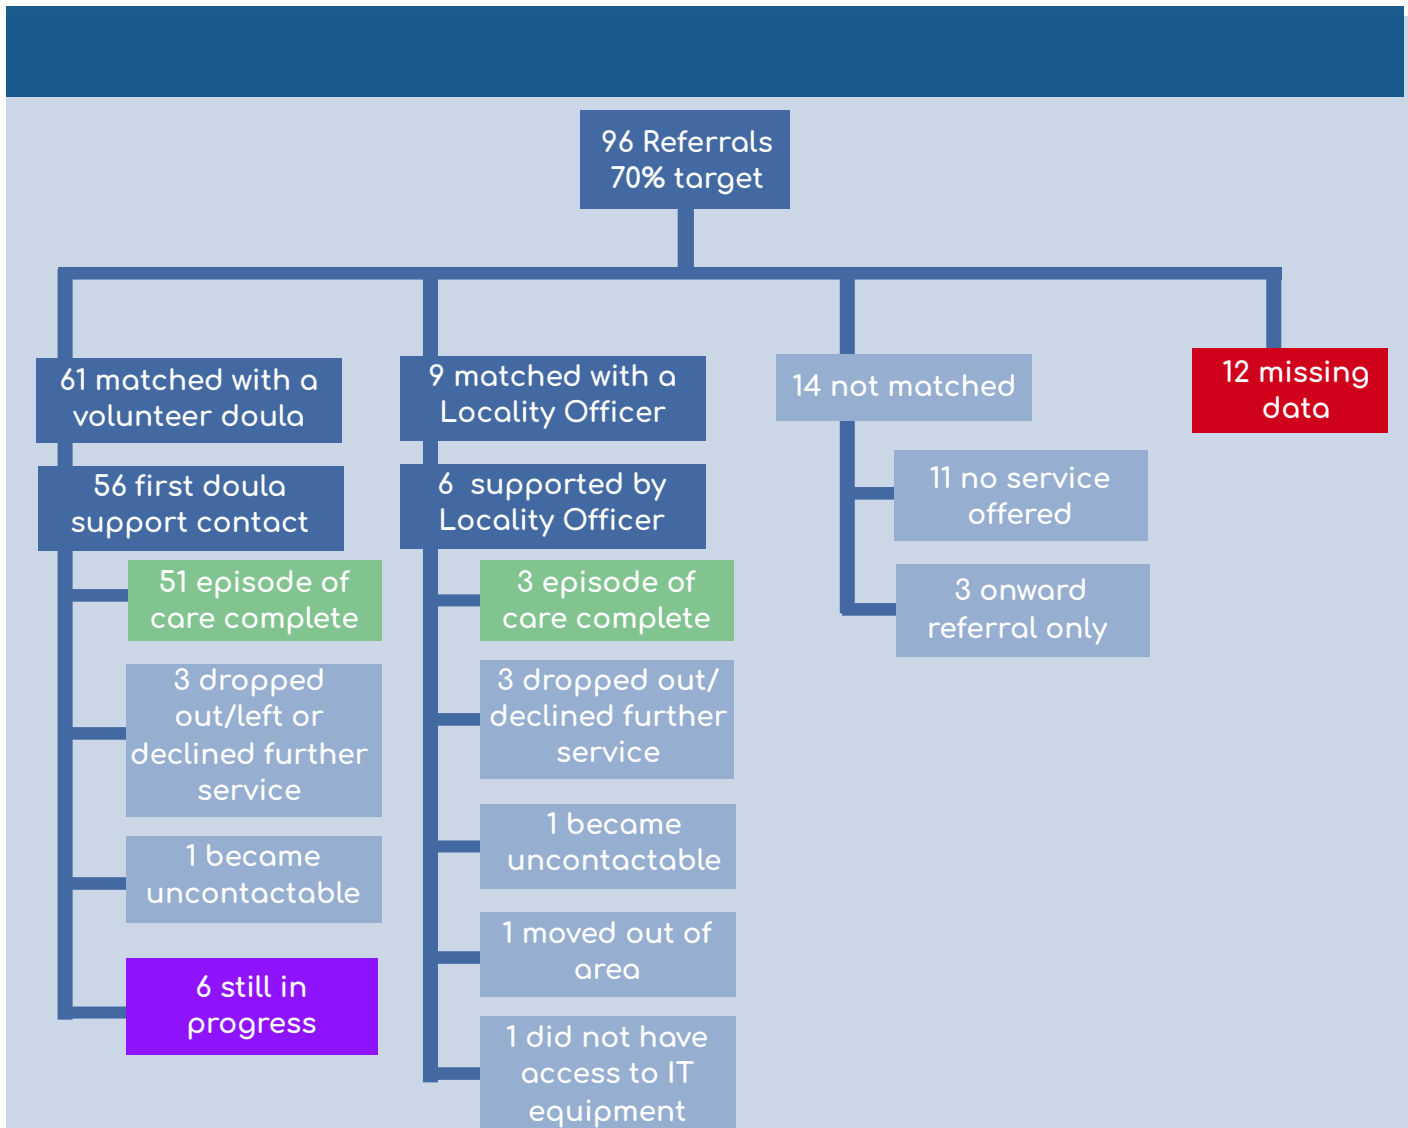 96 Referrals
70% target
61 matched with a
volunteer doula
56 first doula
support contact
51 episode of
care complete
3 dropped
out/left or
declined further
service
1 became
uncontactable
6 still in
progress
9 matched with a
Locality Officer
6 supported by
Locality Officer
3 episode of
care complete
3 dropped out/
declined further
service
1 became
uncontactable
1 moved out of
area
1 did not have
access to IT
equipment
14 not matched
11 no service
offered
3 onward
referral only
12 missing
data